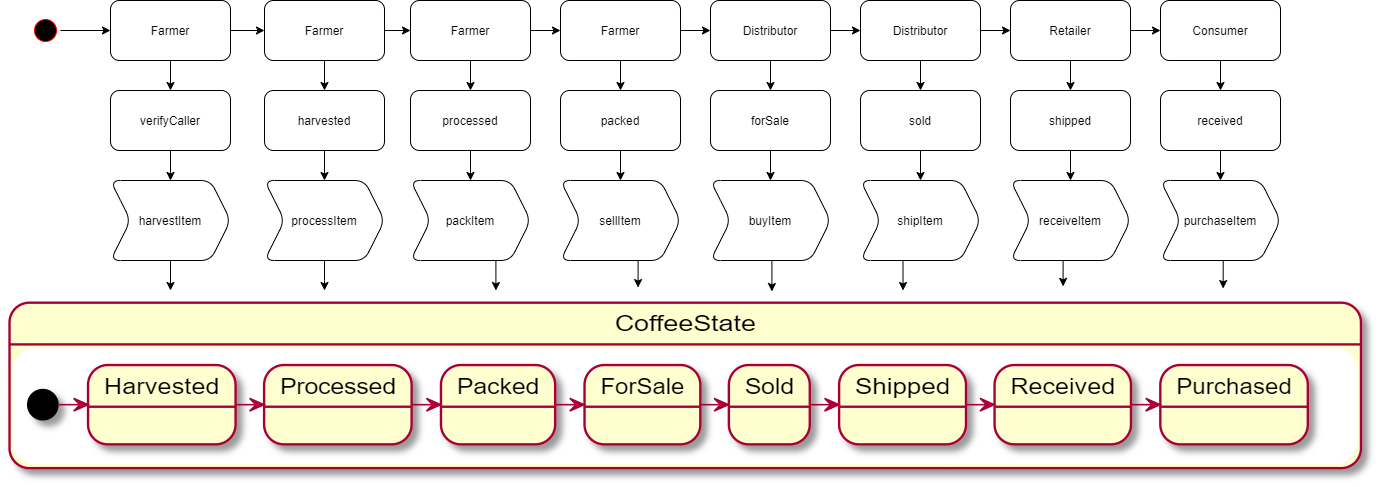 Farmer Farmer Farmer Farmer Distributor Distributor Retailer Consumer
verifyCaller harvested processed packed forSale sold shipped received
harvestItem processItem packItem sellItem buyItem shipItem receiveItem purchaseItem
CoffeeState
Harvested Processed Packed ForSale Sold Shipped Received Purchased